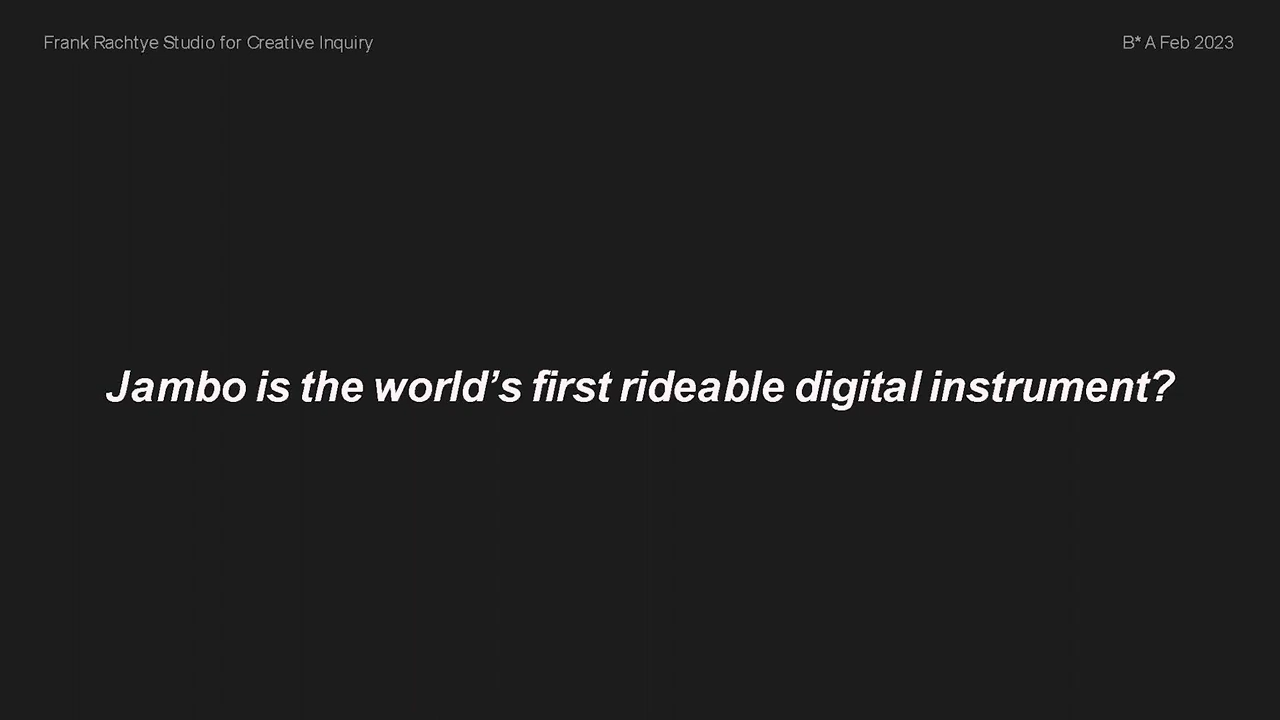 Frank Rachtye Studio for Creative Inquiry
B* A Feb 2023
Jambo is the world’s first rideable digital instrument?